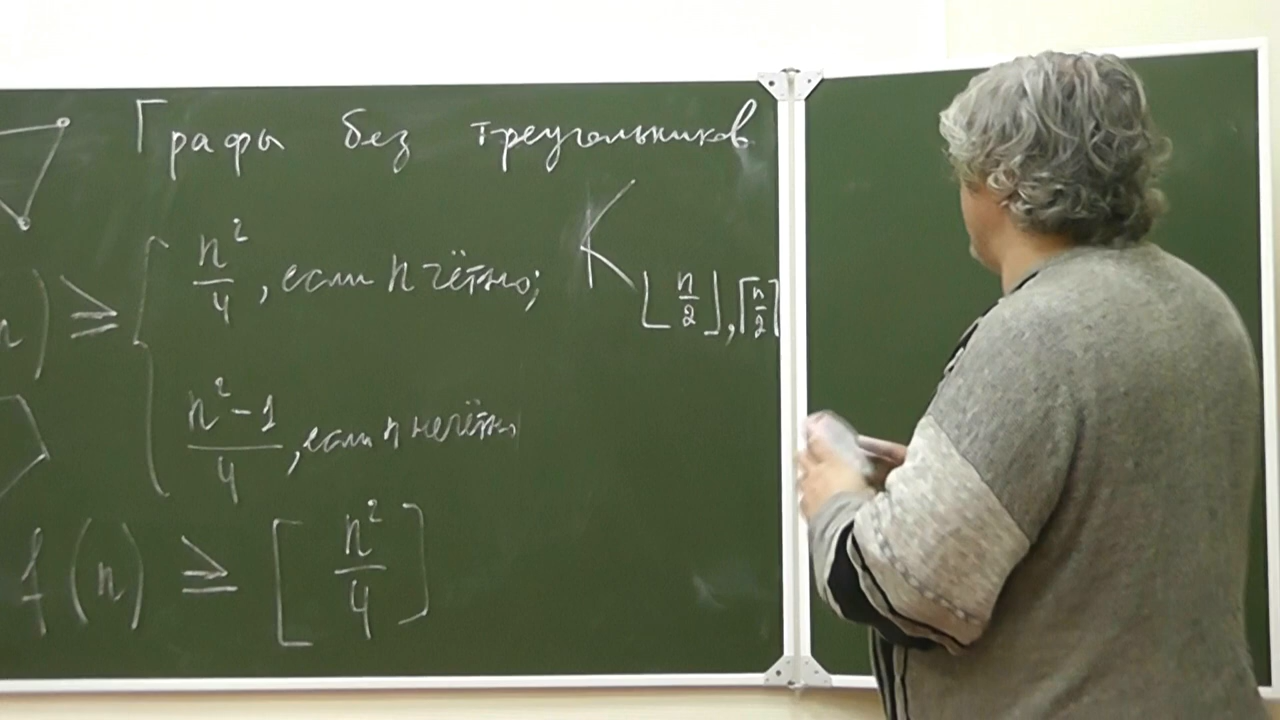 Графы без треугольников
n²/4, если n чётно;
K⌊n/2⌋,⌈n/2⌉
n) ≥
(n²-1)/4, если n нечётно
f(n) ≥ [n²/4]